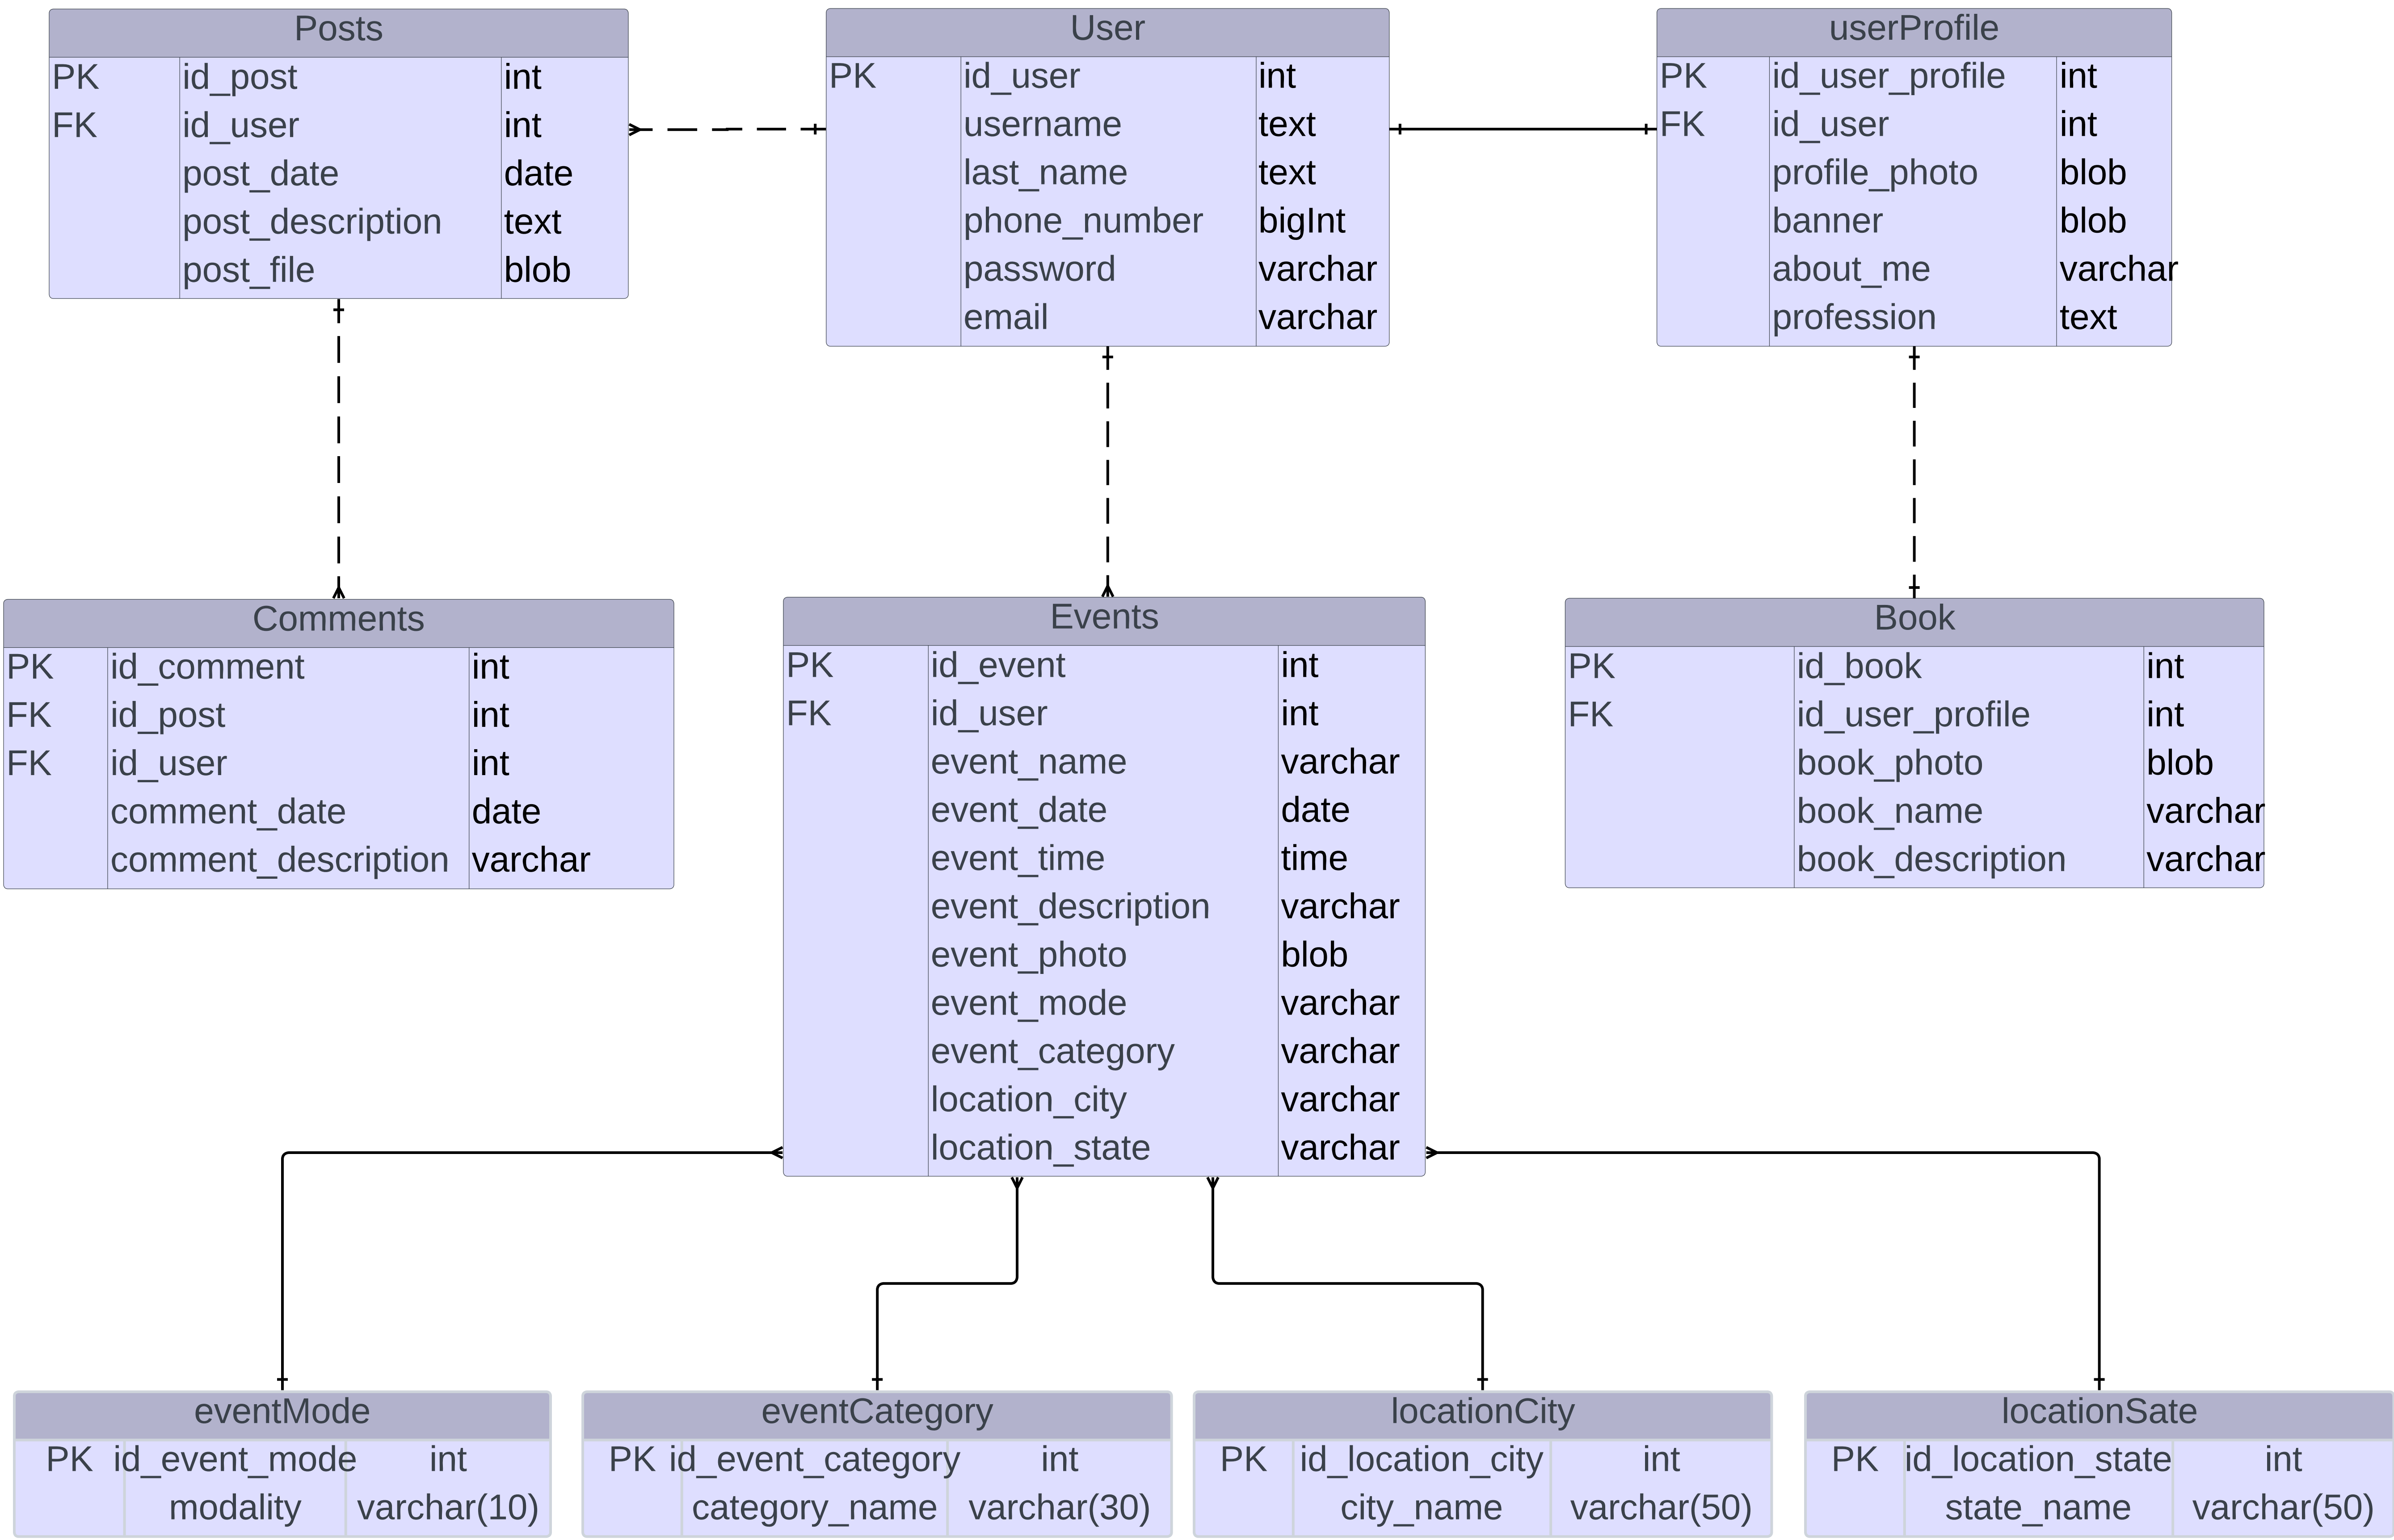 Posts
PK id_post int
FK id_user int
post_date date
post_description text
post_file blob
User
PK id_user int
username text
last_name text
phone_number bigInt
password varchar
email varchar
userProfile
PK id_user_profile int
FK id_user int
profile_photo blob
banner blob
about_me varchar
profession text
Comments
PK id_comment int
FK id_post int
FK id_user int
comment_date date
comment_description varchar
Events
PK id_event int
FK id_user int
event_name varchar
event_date date
event_time time
event_description varchar
event_photo blob
event_mode varchar
event_category varchar
location_city varchar
location_state varchar
Book
PK id_book int
FK id_user_profile int
book_photo blob
book_name varchar
book_description varchar
eventMode
PK id_event_mode int
modality varchar(10)
eventCategory
PK id_event_category int
category_name varchar(30)
locationCity
PK id_location_city int
city_name varchar(50)
locationSate
PK id_location_state int
state_name varchar(50)